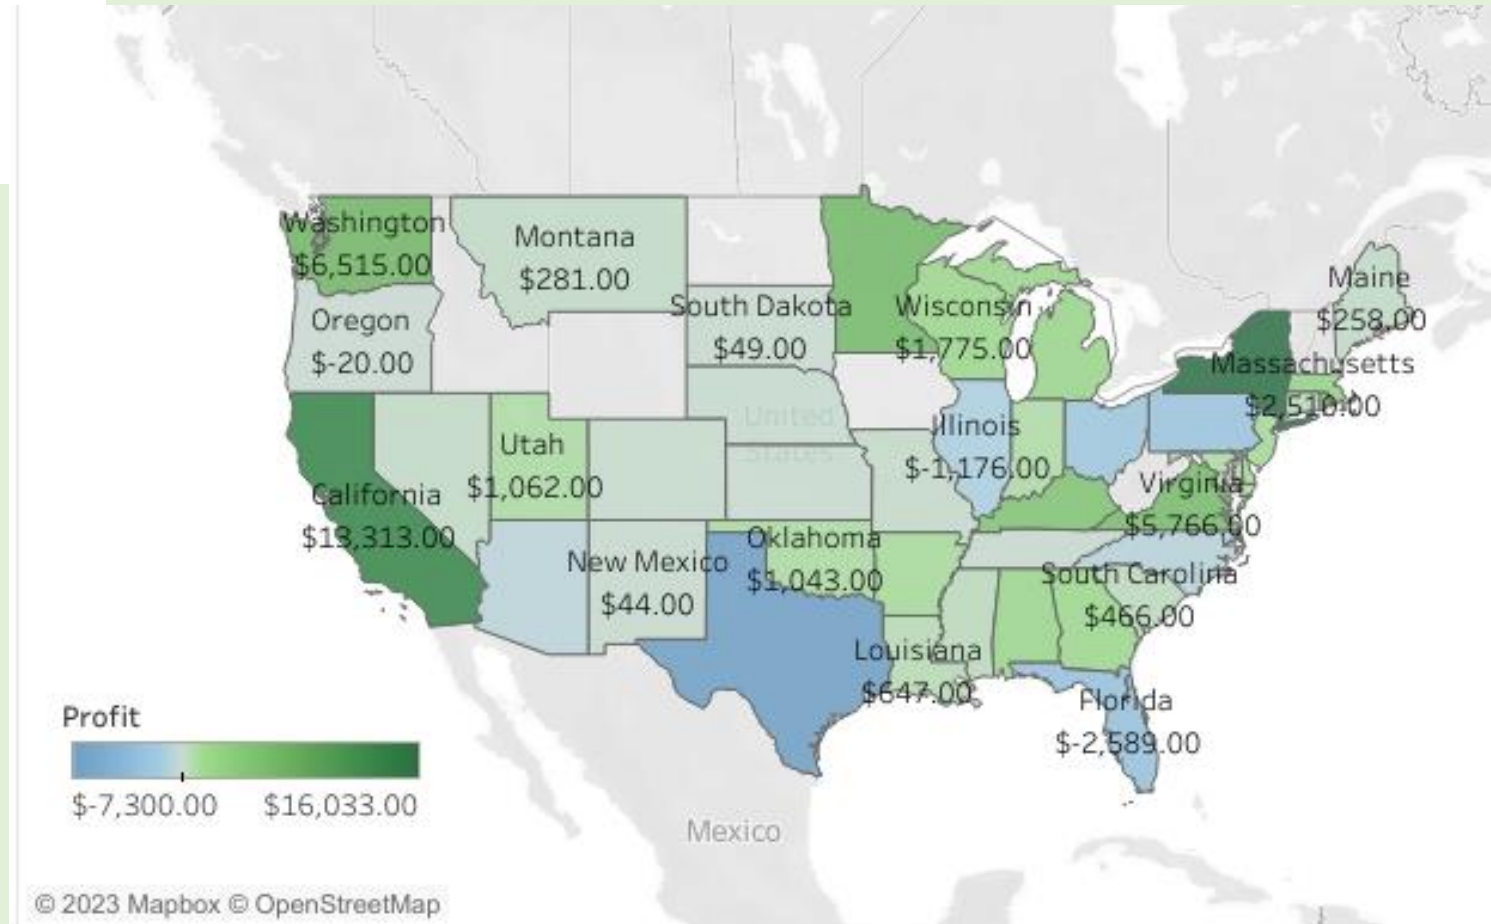 Washington
$6,515.00
Montana
$281.00
Oregon
$-20.00
South Dakota
$49.00
Wisconsin
$1,775.00
Maine
$258.00
Massachusetts
$2,510.00
United
States
Illinois
$-1,176.00
Utah
$1,062.00
California
$13,313.00
Virginia
$5,766.00
New Mexico
$44.00
Oklahoma
$1,043.00
South Carolina
$466.00
Louisiana
$647.00
Florida
$-2,589.00
Profit
$-7,300.00 $16,033.00
Mexico
© 2023 Mapbox © OpenStreetMap